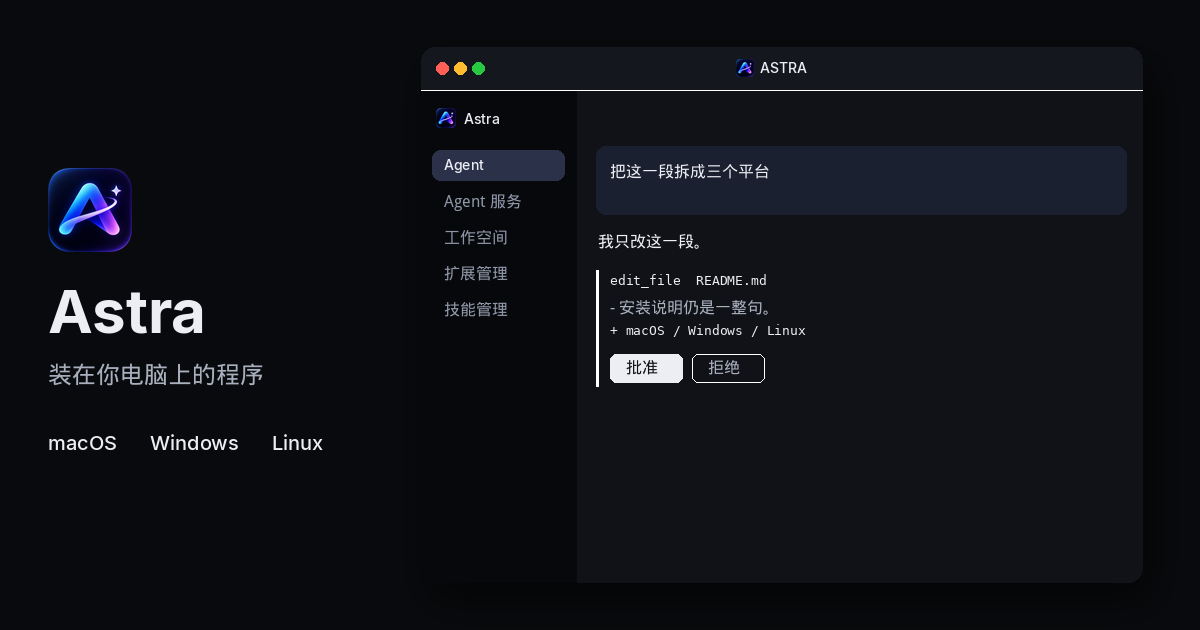 Astra
装在你电脑上的程序
macOS Windows Linux
ASTRA
Astra
Agent
Agent 服务
工作空间
扩展管理
技能管理
把这一段拆成三个平台
我只改这一段。
edit_file README.md
- 安装说明仍是一整句。
+ macOS / Windows / Linux
批准 拒绝